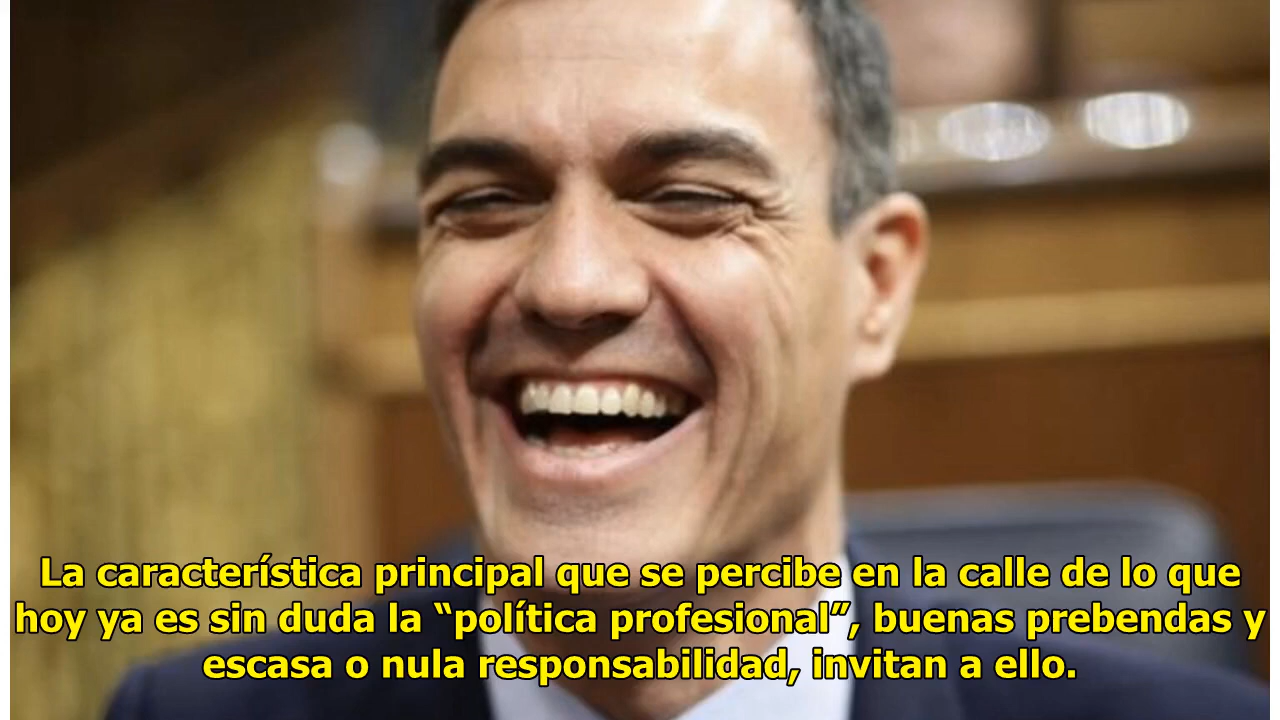 La característica principal que se percibe en la calle de lo que
hoy ya es sin duda la “política profesional”, buenas prebendas y
escasa o nula responsabilidad, invitan a ello.